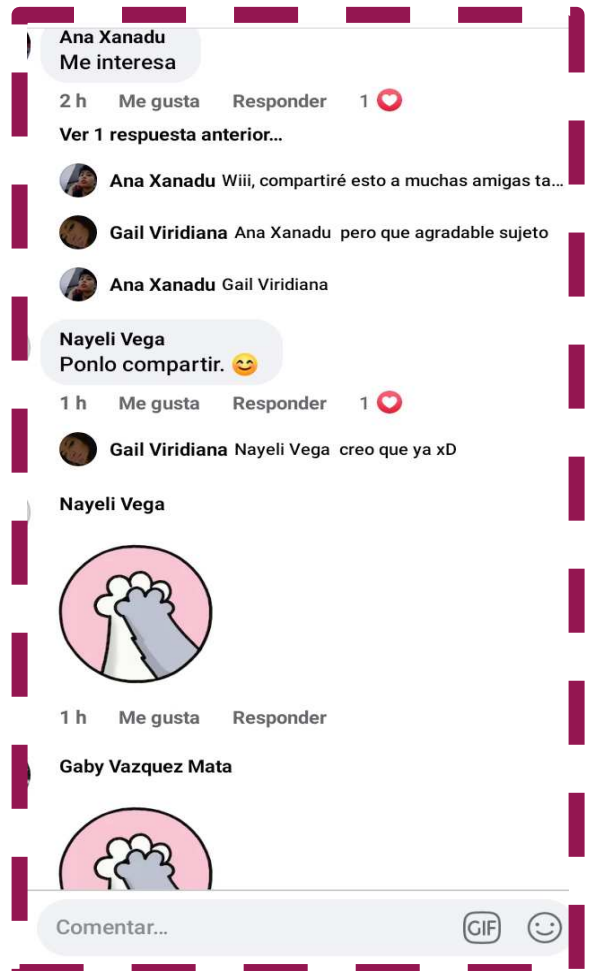 Ana Xanadu
Me interesa
2 h Me gusta Responder 1
Ver 1 respuesta anterior...
Ana Xanadu Wiii, compartiré esto a muchas amigas ta...
Gail Viridiana Ana Xanadu pero que agradable sujeto
Ana Xanadu Gail Viridiana
Nayeli Vega
Ponlo compartir. 😊
1 h Me gusta Responder 1
Gail Viridiana Nayeli Vega creo que ya xD
Nayeli Vega
1 h Me gusta Responder
Gaby Vazquez Mata
Comentar...
GIF